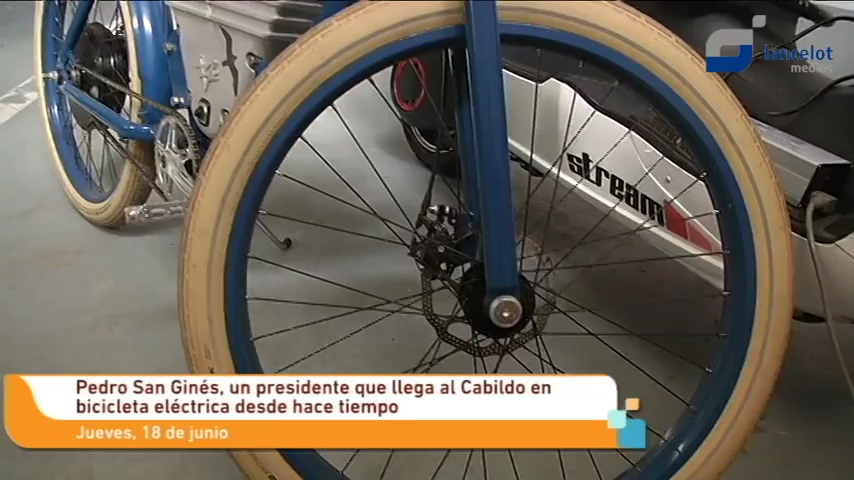 lancelot
medios
stream
Pedro San Ginés, un presidente que llega al Cabildo en
bicicleta eléctrica desde hace tiempo
Jueves, 18 de junio